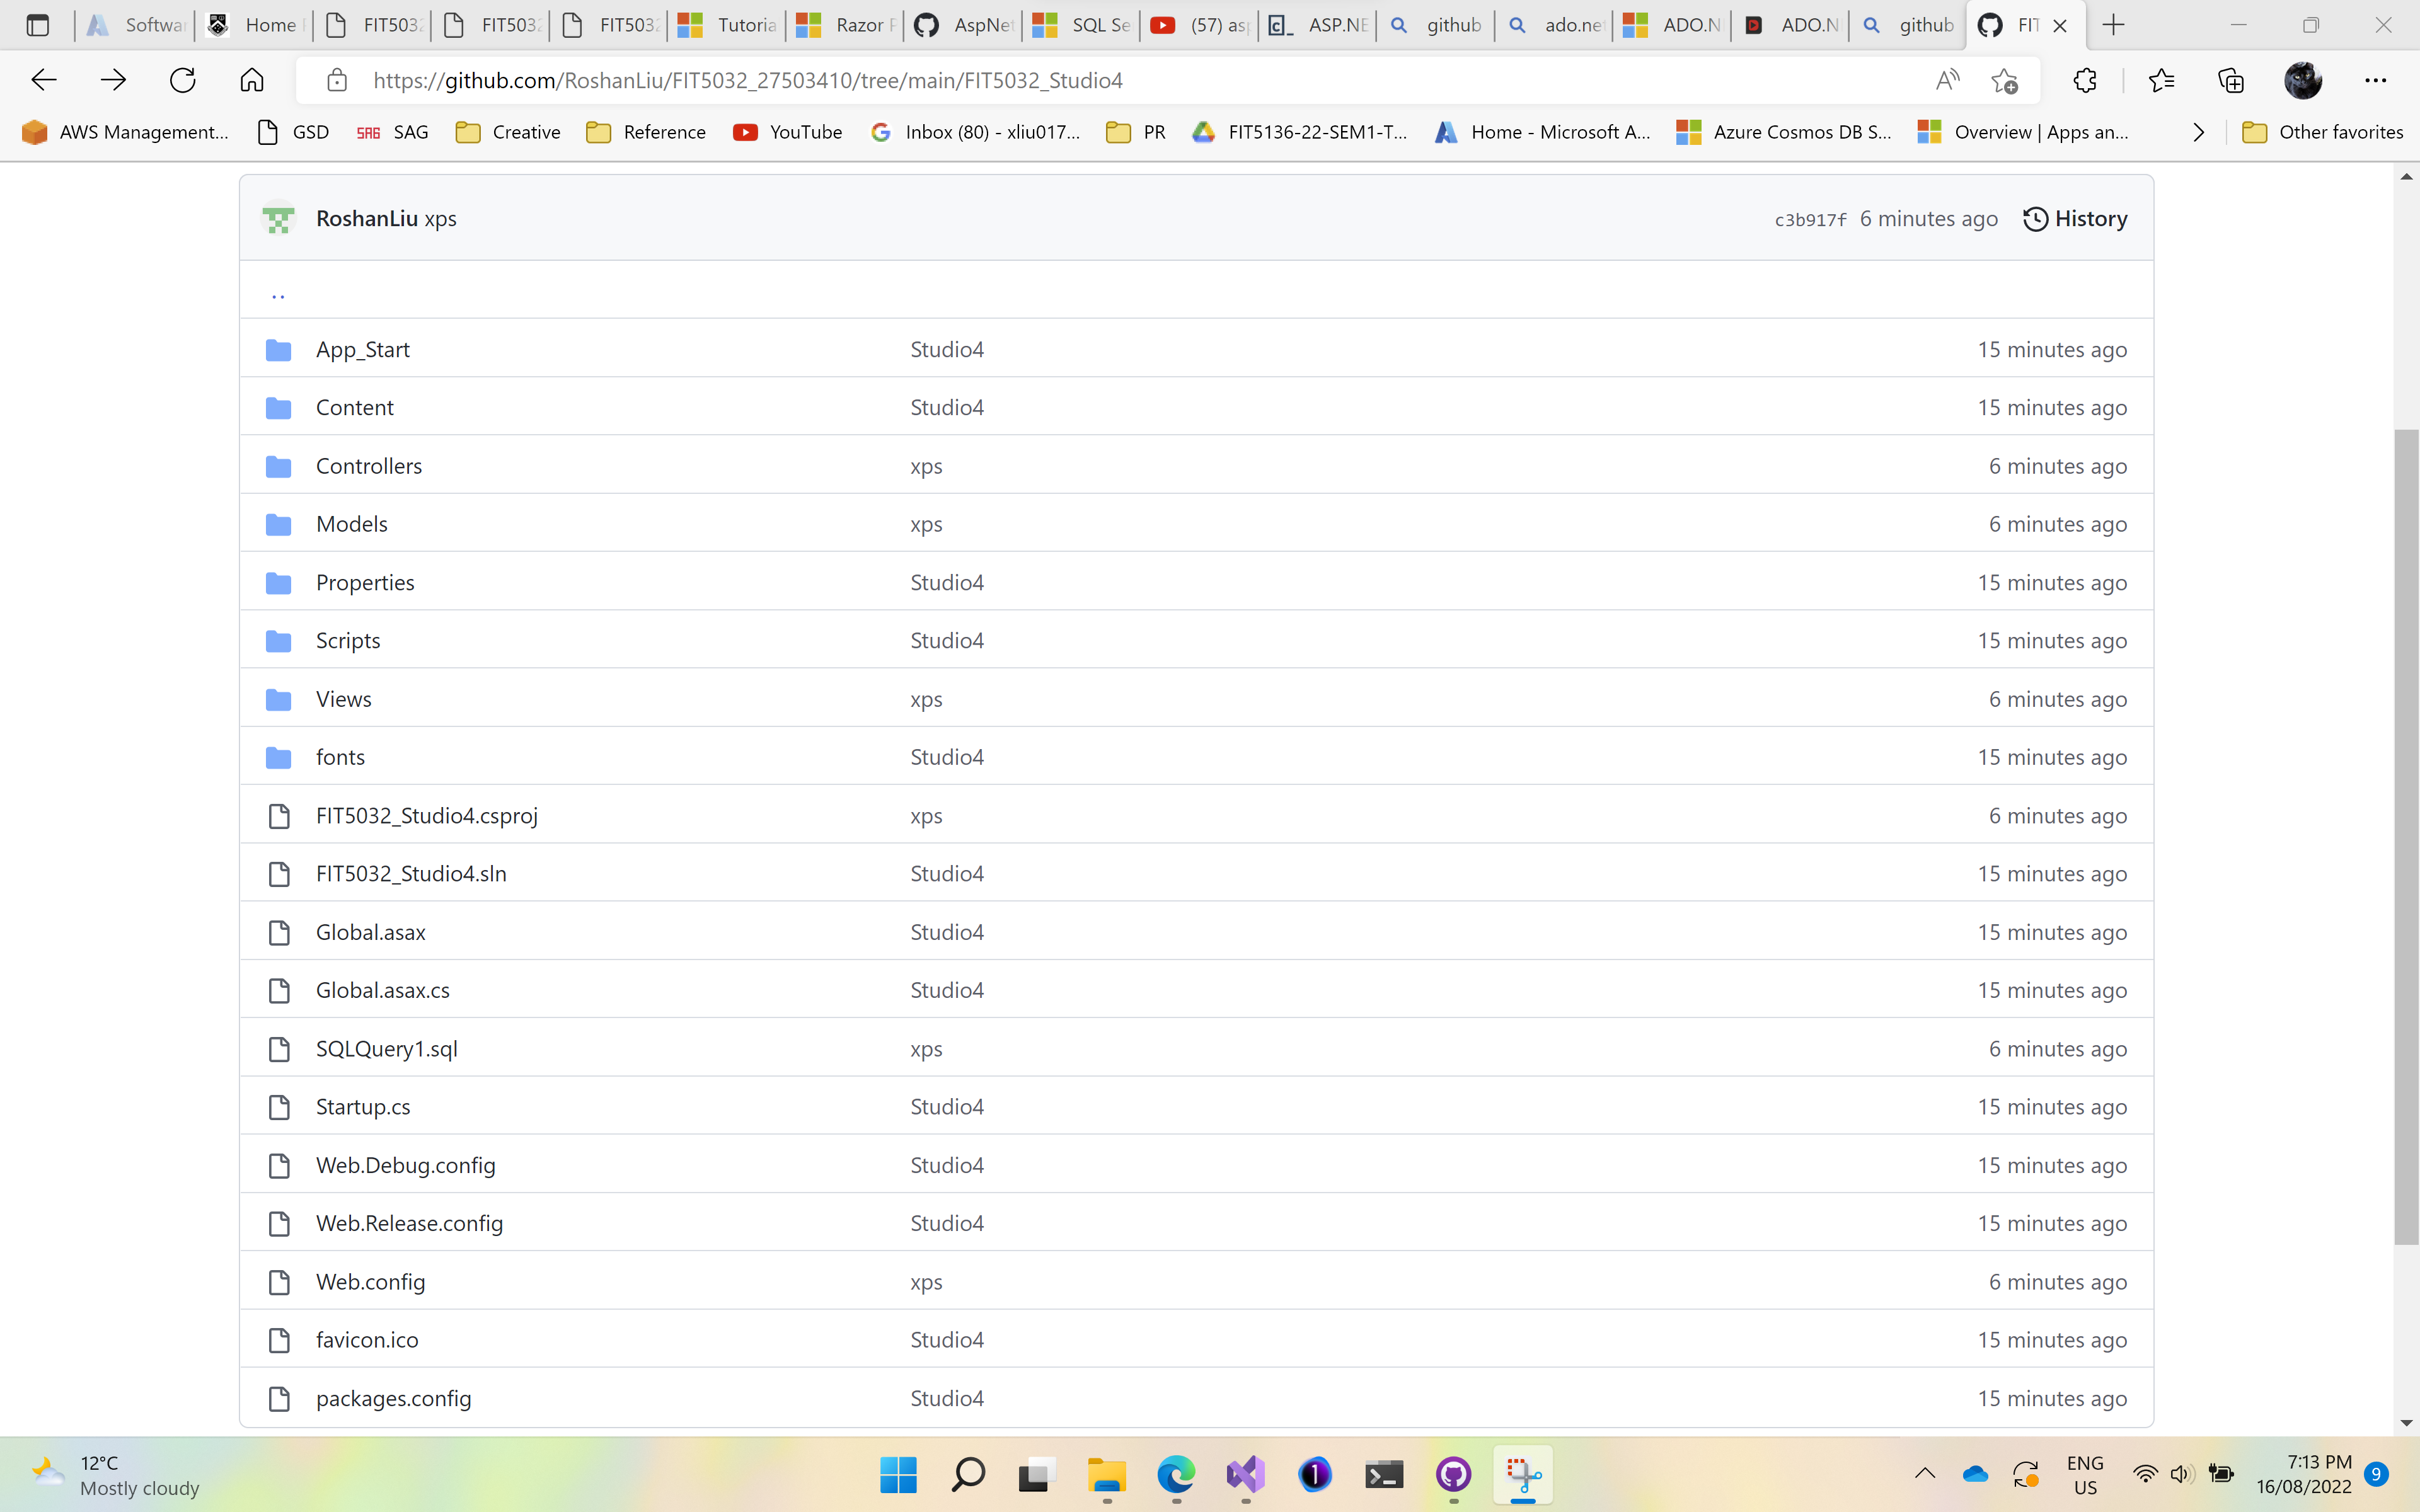 Softwar Home FIT5032 FIT5032 FIT5032 Tutoria Razor P AspNet SQL Se (57) asp ASP.NE github ado.net ADO.N ADO.N github FIT
https://github.com/RoshanLiu/FIT5032_27503410/tree/main/FIT5032_Studio4
AWS Management... GSD SAG SAG Creative Reference YouTube Inbox (80) - xliu017... PR FIT5136-22-SEM1-T... Home - Microsoft A... Azure Cosmos DB S... Overview | Apps an... Other favorites
RoshanLiu xps c3b917f 6 minutes ago History
..
App_Start Studio4 15 minutes ago
Content Studio4 15 minutes ago
Controllers xps 6 minutes ago
Models xps 6 minutes ago
Properties Studio4 15 minutes ago
Scripts Studio4 15 minutes ago
Views xps 6 minutes ago
fonts Studio4 15 minutes ago
FIT5032_Studio4.csproj xps 6 minutes ago
FIT5032_Studio4.sln Studio4 15 minutes ago
Global.asax Studio4 15 minutes ago
Global.asax.cs Studio4 15 minutes ago
SQLQuery1.sql xps 6 minutes ago
Startup.cs Studio4 15 minutes ago
Web.Debug.config Studio4 15 minutes ago
Web.Release.config Studio4 15 minutes ago
Web.config xps 6 minutes ago
favicon.ico Studio4 15 minutes ago
packages.config Studio4 15 minutes ago
12°C ENG 7:13 PM
Mostly cloudy US 16/08/2022 9